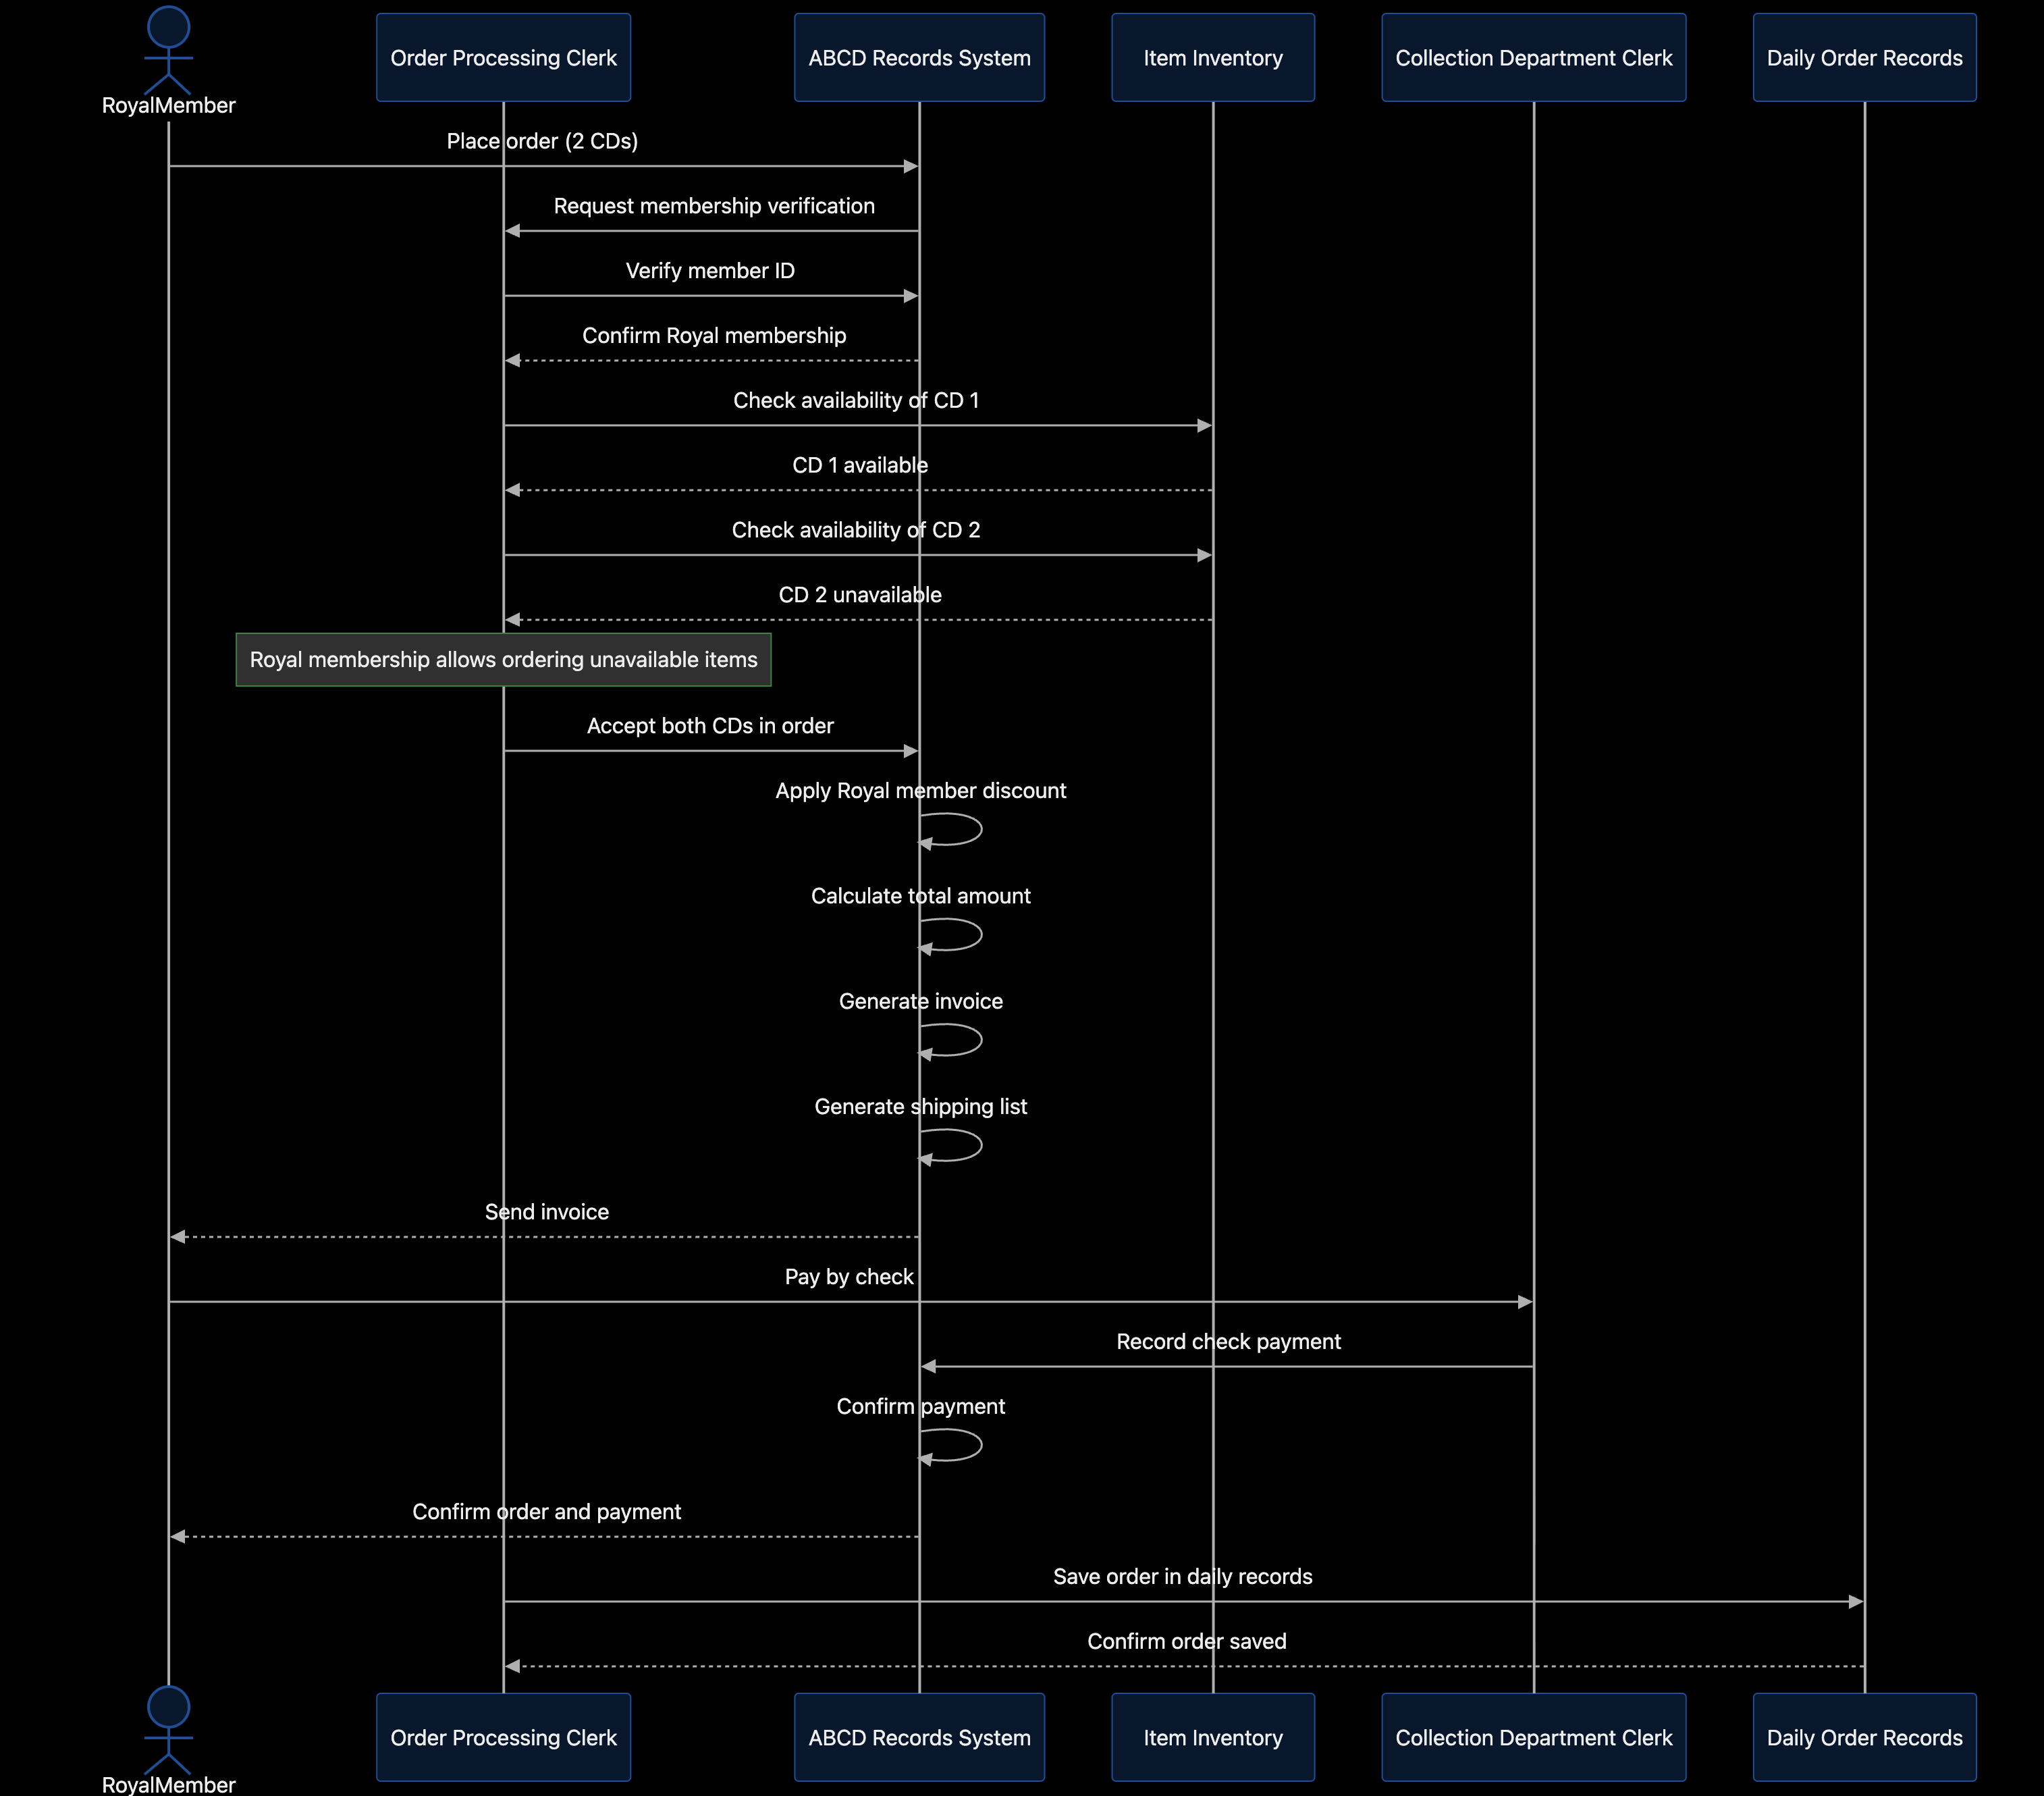 RoyalMember
Order Processing Clerk
ABCD Records System
Item Inventory
Collection Department Clerk
Daily Order Records
Place order (2 CDs)
Request membership verification
Verify member ID
Confirm Royal membership
Check availability of CD 1
CD 1 available
Check availability of CD 2
CD 2 unavailable
Royal membership allows ordering unavailable items
Accept both CDs in order
Apply Royal member discount
Calculate total amount
Generate invoice
Generate shipping list
Send invoice
Pay by check
Record check payment
Confirm payment
Confirm order and payment
Save order in daily records
Confirm order saved
RoyalMember
Order Processing Clerk
ABCD Records System
Item Inventory
Collection Department Clerk
Daily Order Records